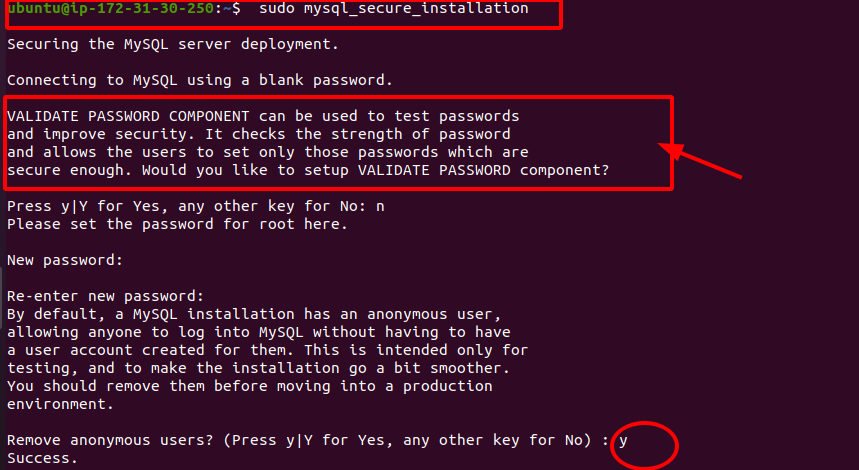 ubuntu@ip-172-31-30-250:~$  sudo mysql_secure_installation
Securing the MySQL server deployment.
Connecting to MySQL using a blank password.
VALIDATE PASSWORD COMPONENT can be used to test passwords
and improve security. It checks the strength of password
and allows the users to set only those passwords which are
secure enough. Would you like to setup VALIDATE PASSWORD component?
Press y|Y for Yes, any other key for No: n
Please set the password for root here.
New password:
Re-enter new password:
By default, a MySQL installation has an anonymous user,
allowing anyone to log into MySQL without having to have
a user account created for them. This is intended only for
testing, and to make the installation go a bit smoother.
You should remove them before moving into a production
environment.
Remove anonymous users? (Press y|Y for Yes, any other key for No) : y
Success.